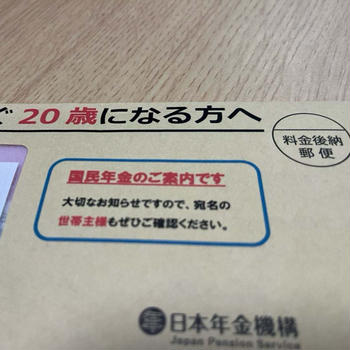 ぐ 20歳になる方へ
料金後納
郵便
国民年金のご案内です
大切なお知らせですので、宛名の
世帯主様もぜひご確認ください。
日本年金機構
Japan Pension Service